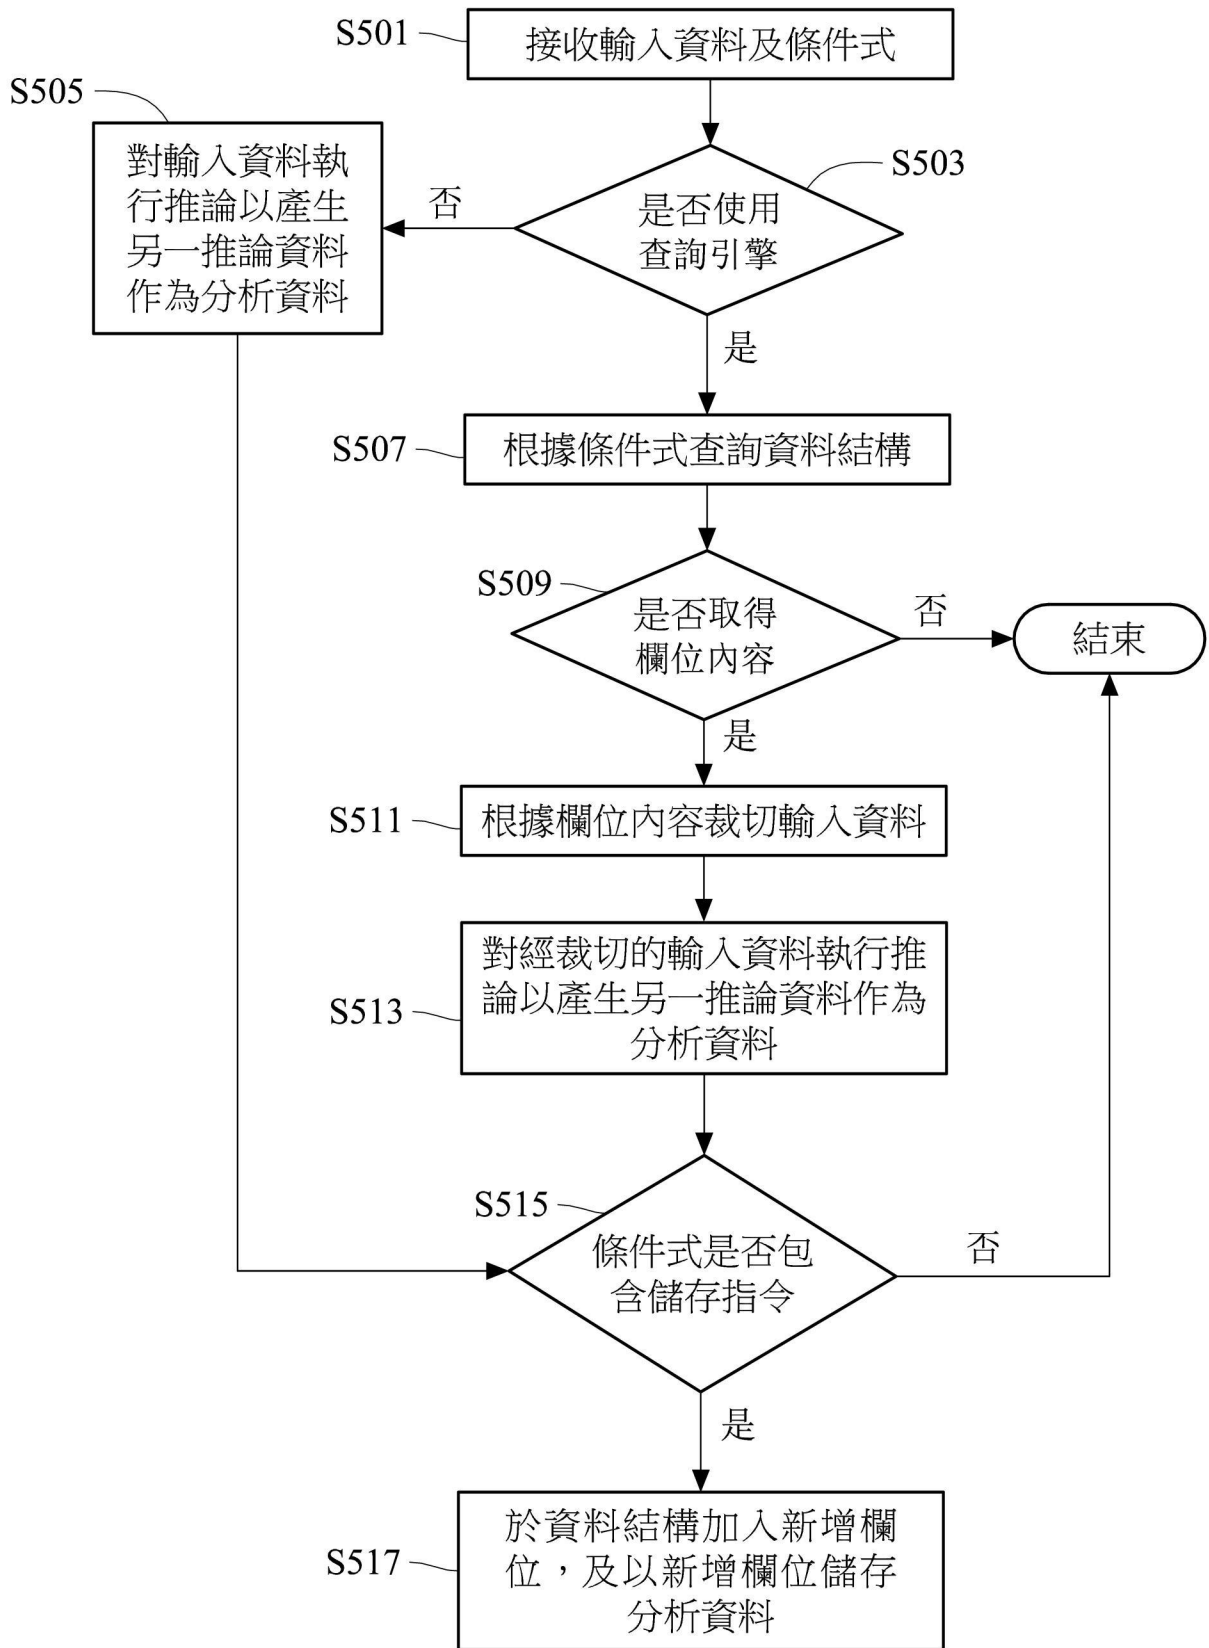 S501
接收輸入資料及條件式
S505
對輸入資料執
行推論以產生
另一推論資料
作為分析資料
否
S503
是否使用
查詢引擎
是
S507
根據條件式查詢資料結構
S509
是否取得
欄位內容
否
結束
是
S511
根據欄位內容裁切輸入資料
S513
對經裁切的輸入資料執行推
論以產生另一推論資料作為
分析資料
S515
條件式是否包
含儲存指令
否
是
S517
於資料結構加入新增欄
位，及以新增欄位儲存
分析資料